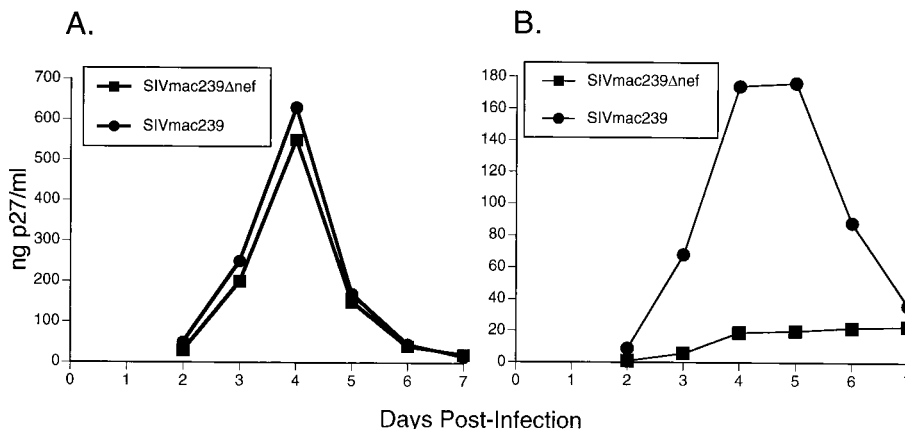 A.
ng p27/ml
700
600
500
400
300
200
100
0
SIVmac239Δnef
SIVmac239
0 1 2 3 4 5 6 7
B.
180
160
140
120
100
80
60
40
20
0
SIVmac239Δnef
SIVmac239
0 1 2 3 4 5 6
Days Post-Infection